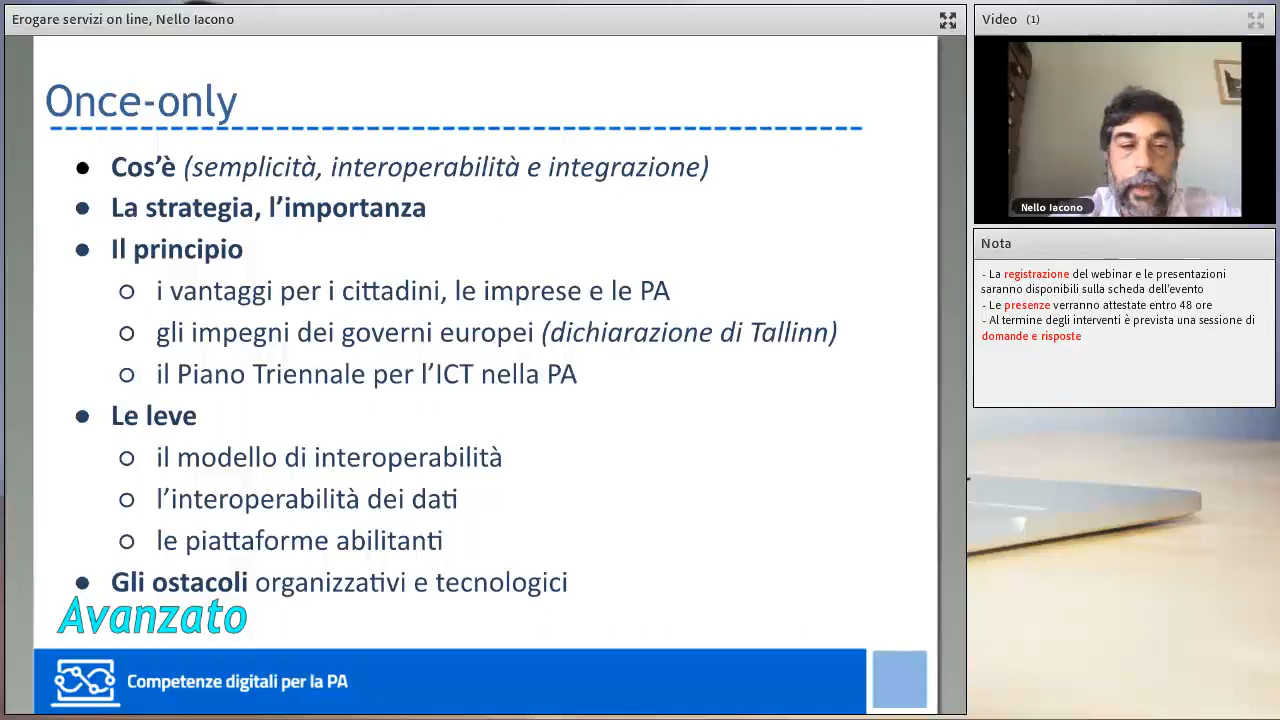 Erogare servizi on line, Nello Iacono
Once-only
● Cos’è (semplicità, interoperabilità e integrazione)
● La strategia, l’importanza
● Il principio
○ i vantaggi per i cittadini, le imprese e le PA
○ gli impegni dei governi europei (dichiarazione di Tallinn)
○ il Piano Triennale per l’ICT nella PA
● Le leve
○ il modello di interoperabilità
○ l’interoperabilità dei dati
○ le piattaforme abilitanti
● Gli ostacoli organizzativi e tecnologici
Avanzato
Competenze digitali per la PA
Video (1)
Nello Iacono
Nota
- La registrazione del webinar e le presentazioni
saranno disponibili sulla scheda dell'evento
- Le presenze verranno attestate entro 48 ore
- Al termine degli interventi è prevista una sessione di
domande e risposte